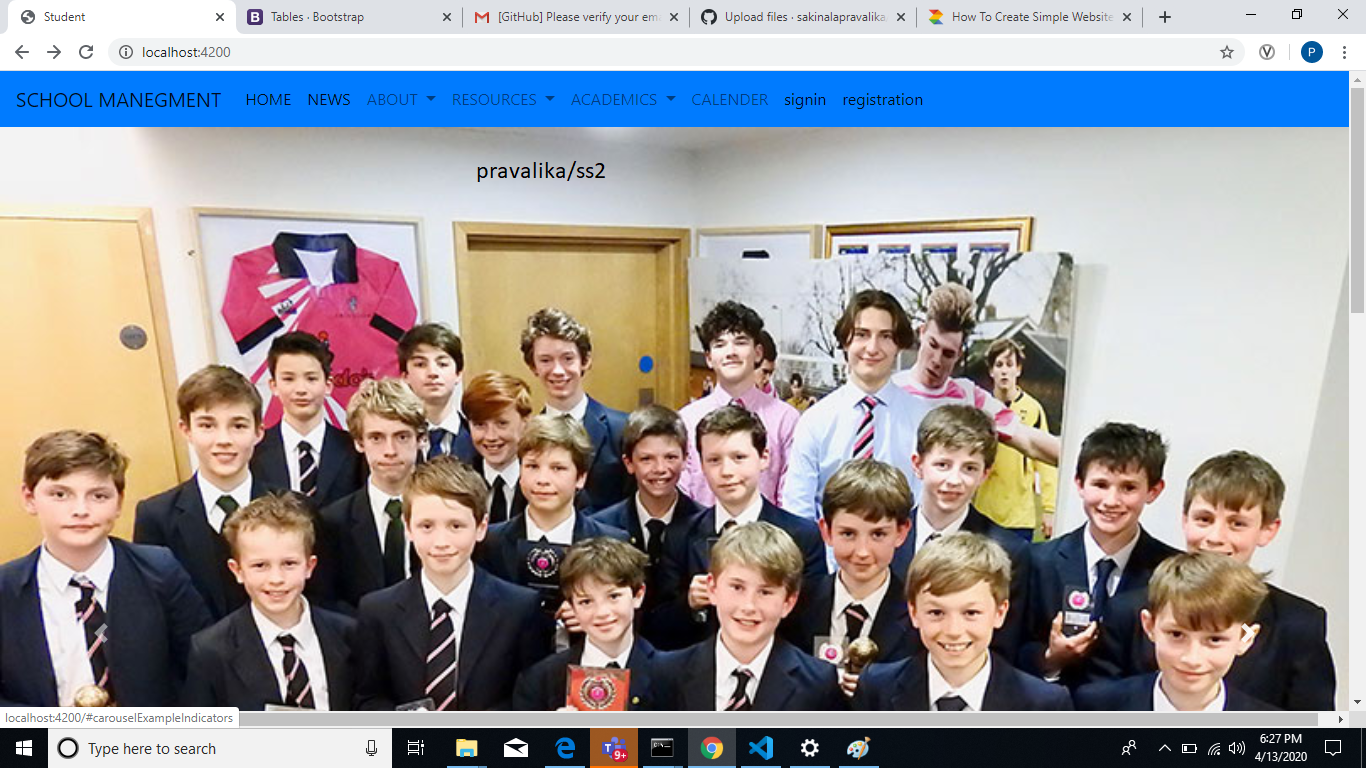 Student
Tables · Bootstrap
[GitHub] Please verify your ema
Upload files · sakinalapravalika
How To Create Simple Website
localhost:4200
P
SCHOOL MANEGMENT HOME NEWS ABOUT RESOURCES ACADEMICS CALENDER signin registration
pravalika/ss2
localhost:4200/#carouselExampleIndicators
Type here to search
9+
6:27 PM
4/13/2020